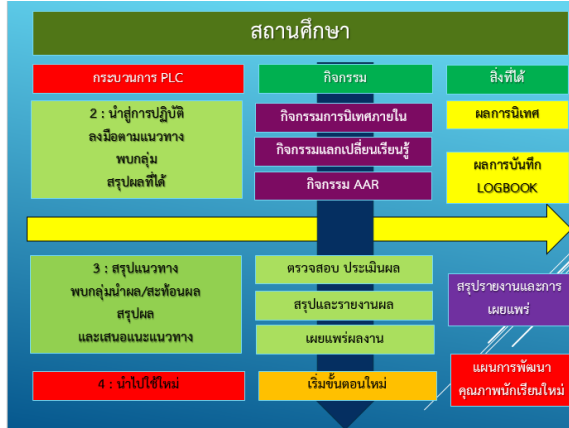 สถานศึกษา
กระบวนการ PLC
กิจกรรม
สิ่งที่ได้
2 : นำสู่การปฏิบัติ
ลงมือตามแนวทาง
พบกลุ่ม
สรุปผลที่ได้
กิจกรรมการนิเทศภายใน
กิจกรรมแลกเปลี่ยนเรียนรู้
กิจกรรม AAR
ผลการนิเทศ
ผลการบันทึก
LOGBOOK
3 : สรุปแนวทาง
พบกลุ่มนำผล/สะท้อนผล
สรุปผล
และเสนอแนะแนวทาง
ตรวจสอบ ประเมินผล
สรุปและรายงานผล
เผยแพร่ผลงาน
สรุปรายงานและการ
เผยแพร่
4 : นำไปใช้ใหม่
เริ่มขั้นตอนใหม่
แผนการพัฒนา
คุณภาพนักเรียนใหม่